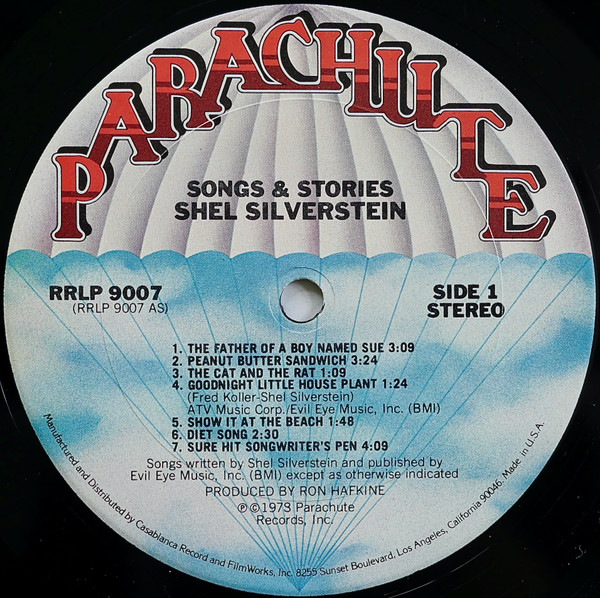 PARACHUTE
SONGS & STORIES
SHEL SILVERSTEIN
RRLP 9007
(RRLP 9007 AS)
SIDE 1
STEREO
1. THE FATHER OF A BOY NAMED SUE 3:09
2. PEANUT BUTTER SANDWICH 3:24
3. THE CAT AND THE RAT 1:09
4. GOODNIGHT LITTLE HOUSE PLANT 1:24
(Fred Koller-Shel Silverstein)
ATV Music Corp./Evil Eye Music, Inc. (BMI)
5. SHOW IT AT THE BEACH 1:48
6. DIET SONG 2:30
7. SURE HIT SONGWRITER'S PEN 4:09
Songs written by Shel Silverstein and published by
Evil Eye Music, Inc. (BMI) except as otherwise indicated
PRODUCED BY RON HAFKINE
℗©1973 Parachute
Records, Inc.
Manufactured and Distributed by Casablanca Record and FilmWorks, Inc. 8255 Sunset Boulevard, Los Angeles, California 90046. Made in U.S.A.